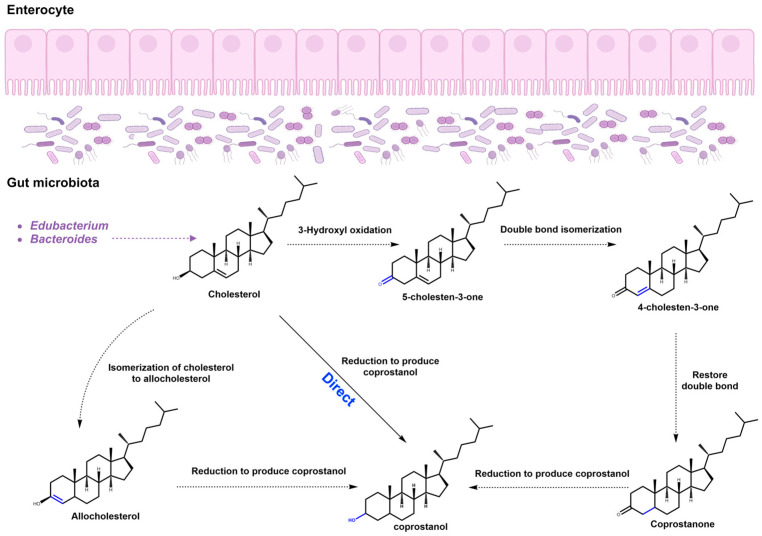 Enterocyte
Gut microbiota
• Edubacterium
• Bacteroides
3-Hydroxyl oxidation
Double bond isomerization
HO
H
H
H
Cholesterol
O
H
H
H
5-cholesten-3-one
O
H
H
H
4-cholesten-3-one
Isomerization of cholesterol
to allocholesterol
Reduction to produce
coprostanol
Direct
Restore
double bond
HO
H
H
H
Allocholesterol
Reduction to produce coprostanol
HO
H
H
H
coprostanol
Reduction to produce coprostanol
O
H
H
H
Coprostanone